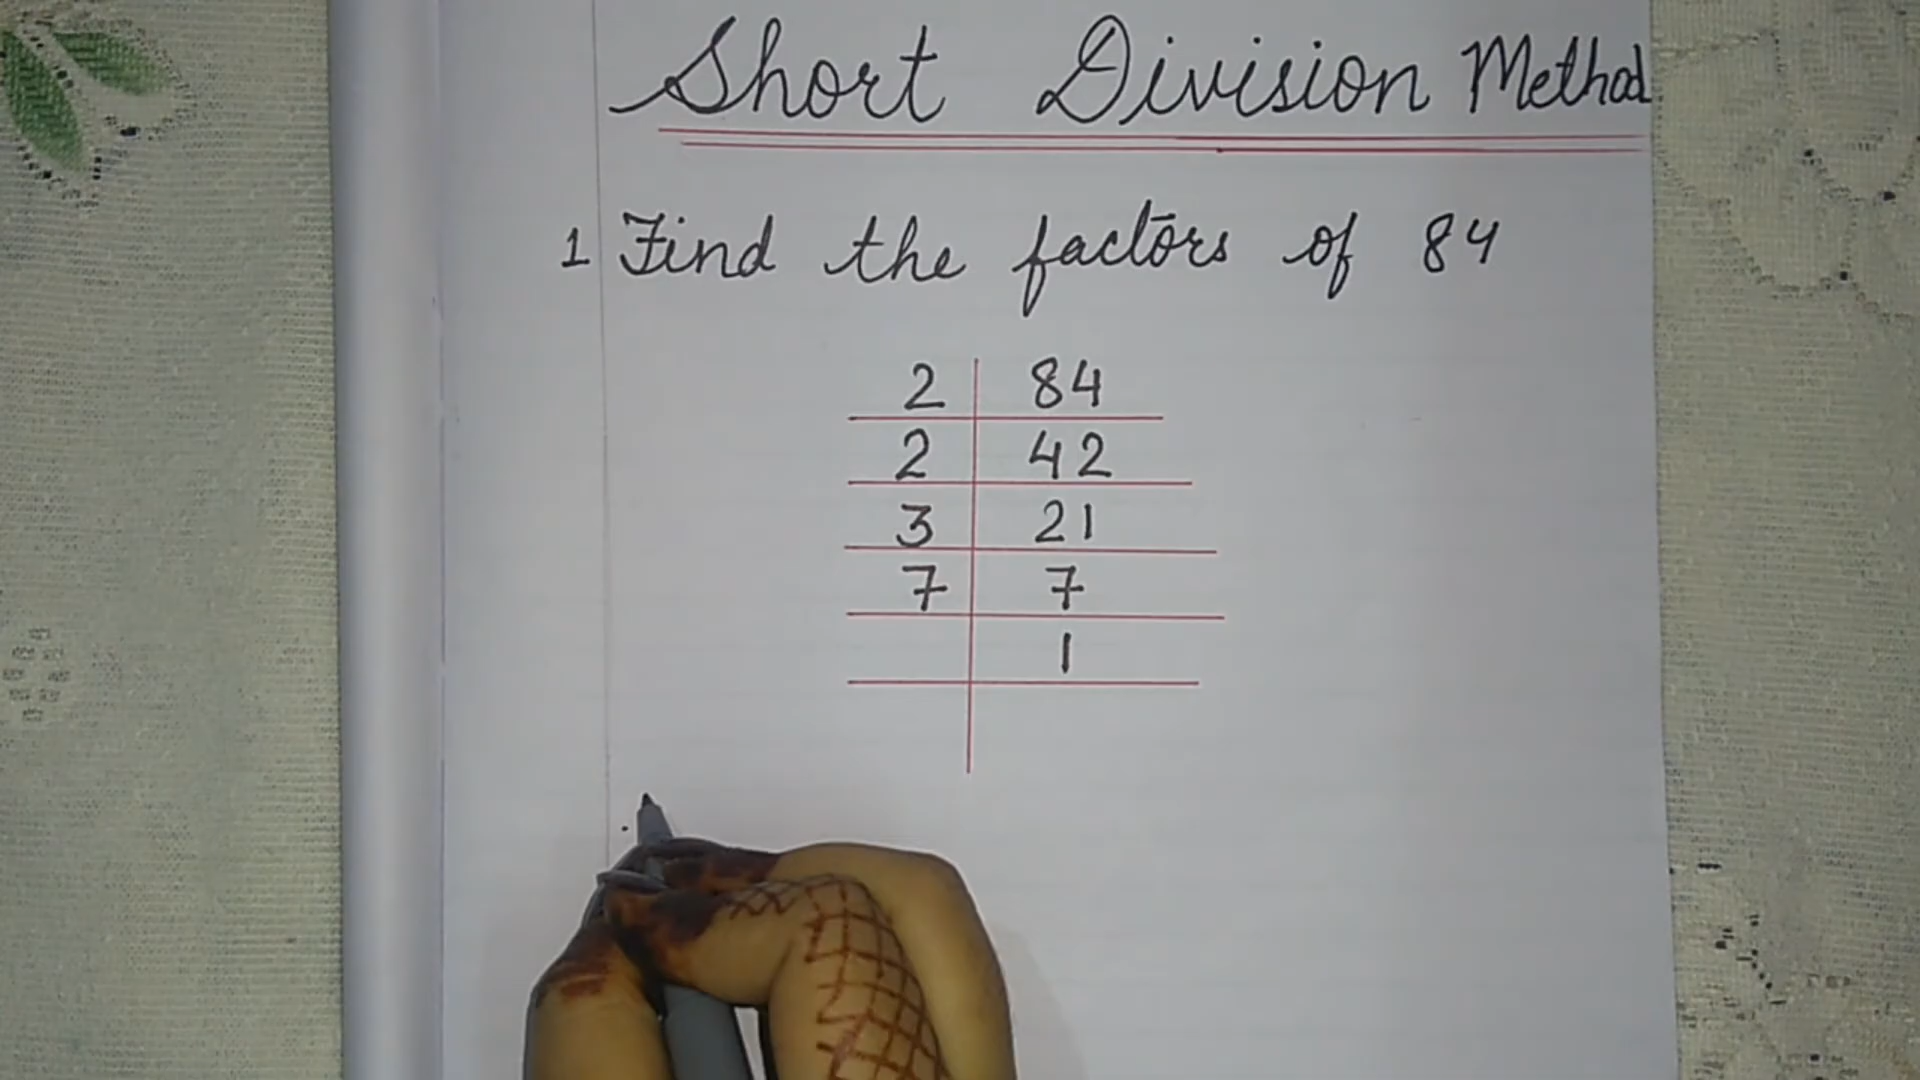 Short Division Method
1 Find the factors of 84
2 84
2 42
3 21
7 7
1